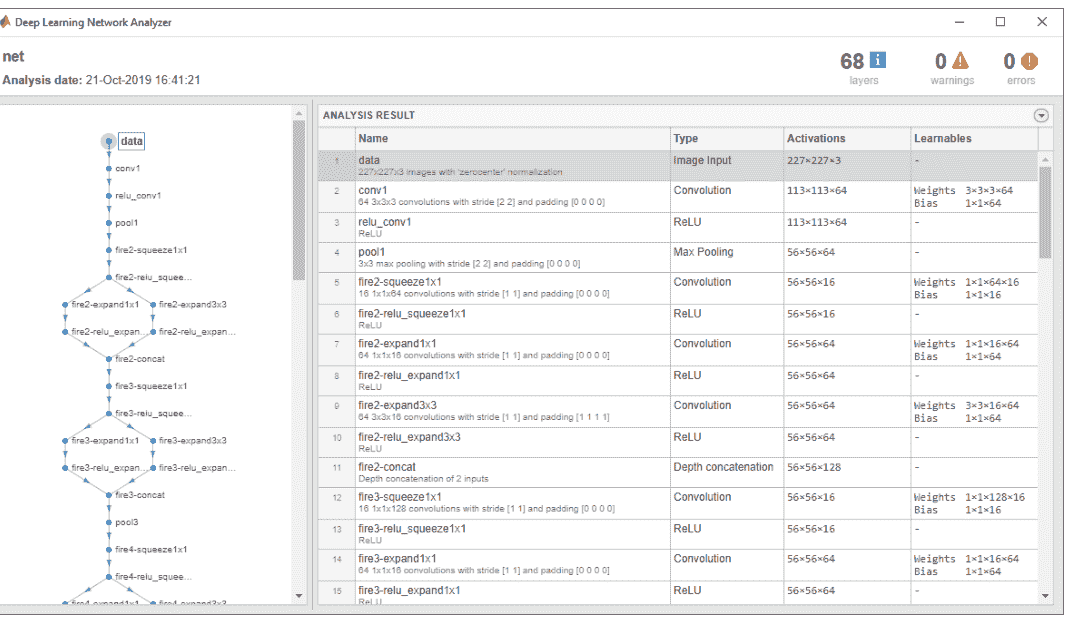 Deep Learning Network Analyzer
net
Analysis date: 21-Oct-2019 16:41:21
68 i
layers
0
warnings
0
errors
data
conv1
relu_conv1
pool1
fire2-squeeze1x1
fire2-relu_squee...
fire2-expand1x1 fire2-expand3x3
fire2-relu_expan... fire2-relu_expan...
fire2-concat
fire3-squeeze1x1
fire3-relu_squee...
fire3-expand1x1 fire3-expand3x3
fire3-relu_expan... fire3-relu_expan...
fire3-concat
pool3
fire4-squeeze1x1
fire4-relu_squee...
fire4-expand1x1 fire4-expand3x3
ANALYSIS RESULT
Name Type Activations Learnables
1 data Image Input 227×227×3 -
227x227x3 images with 'zerocenter' normalization
2 conv1 Convolution 113×113×64 Weights 3×3×3×64
64 3x3x3 convolutions with stride [2 2] and padding [0 0 0 0] Bias 1×1×64
3 relu_conv1 ReLU 113×113×64 -
ReLU
4 pool1 Max Pooling 56×56×64 -
3x3 max pooling with stride [2 2] and padding [0 0 0 0]
5 fire2-squeeze1x1 Convolution 56×56×16 Weights 1×1×64×16
16 1x1x64 convolutions with stride [1 1] and padding [0 0 0 0] Bias 1×1×16
6 fire2-relu_squeeze1x1 ReLU 56×56×16 -
ReLU
7 fire2-expand1x1 Convolution 56×56×64 Weights 1×1×16×64
64 1x1x16 convolutions with stride [1 1] and padding [0 0 0 0] Bias 1×1×64
8 fire2-relu_expand1x1 ReLU 56×56×64 -
ReLU
9 fire2-expand3x3 Convolution 56×56×64 Weights 3×3×16×64
64 3x3x16 convolutions with stride [1 1] and padding [1 1 1 1] Bias 1×1×64
10 fire2-relu_expand3x3 ReLU 56×56×64 -
ReLU
11 fire2-concat Depth concatenation 56×56×128 -
Depth concatenation of 2 inputs
12 fire3-squeeze1x1 Convolution 56×56×16 Weights 1×1×128×16
16 1x1x128 convolutions with stride [1 1] and padding [0 0 0 0] Bias 1×1×16
13 fire3-relu_squeeze1x1 ReLU 56×56×16 -
ReLU
14 fire3-expand1x1 Convolution 56×56×64 Weights 1×1×16×64
64 1x1x16 convolutions with stride [1 1] and padding [0 0 0 0] Bias 1×1×64
15 fire3-relu_expand1x1 ReLU 56×56×64 -
ReLU